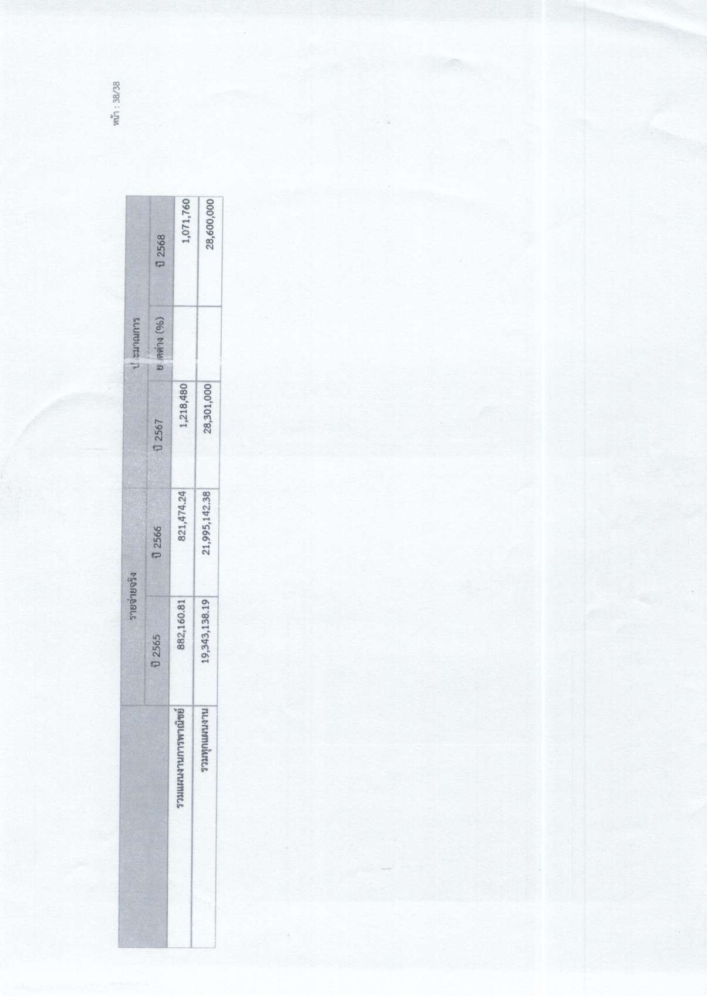 หน้า : 38/38
รายจ่ายจริง ประมาณการ
ปี 2565 ปี 2566 ปี 2567 ยอดต่าง (%) ปี 2568
รวมแผนงานการพาณิชย์ 882,160.81 821,474.24 1,218,480 1,071,760
รวมทุกแผนงาน 19,343,138.19 21,995,142.38 28,301,000 28,600,000